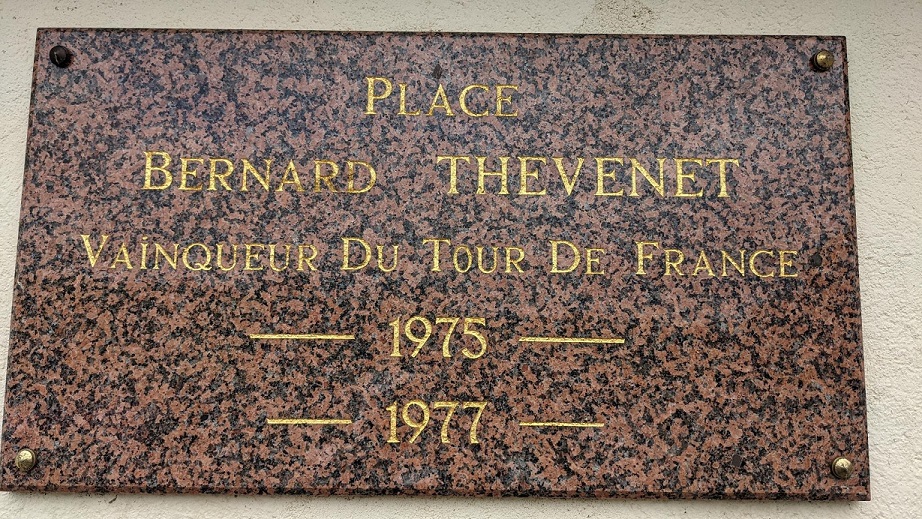 PLACE
BERNARD THEVENET
VAINQUEUR DU TOUR DE FRANCE
1975
1977